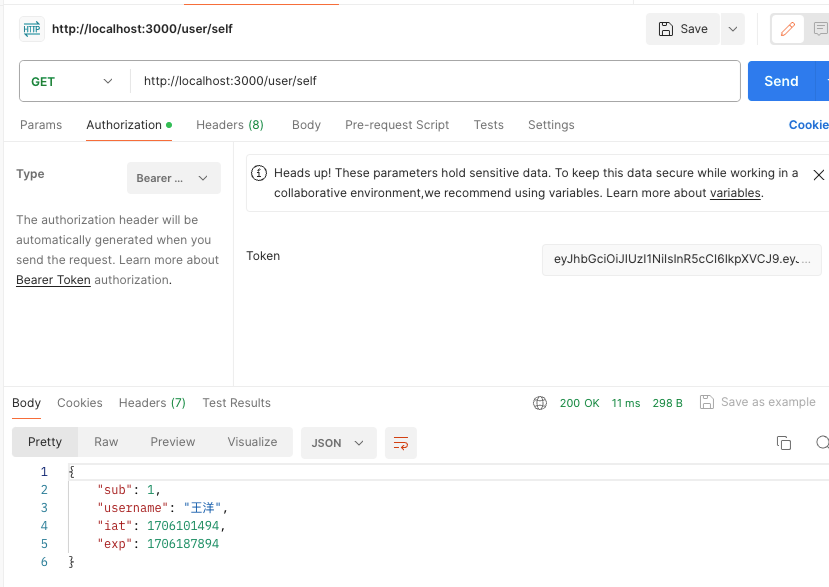 HTTP http://localhost:3000/user/self Save
GET http://localhost:3000/user/self Send
Params Authorization Headers (8) Body Pre-request Script Tests Settings Cookie
Type Bearer ...
The authorization header will be
automatically generated when you
send the request. Learn more about
Bearer Token authorization.
Heads up! These parameters hold sensitive data. To keep this data secure while working in a
collaborative environment,we recommend using variables. Learn more about variables.
Token eyJhbGciOiJIUzI1NiIsInR5cCI6IkpXVCJ9.eyJ...
Body Cookies Headers (7) Test Results 200 OK 11 ms 298 B Save as example
Pretty Raw Preview Visualize JSON
1 {
2 "sub": 1,
3 "username": "王洋",
4 "iat": 1706101494,
5 "exp": 1706187894
6 }